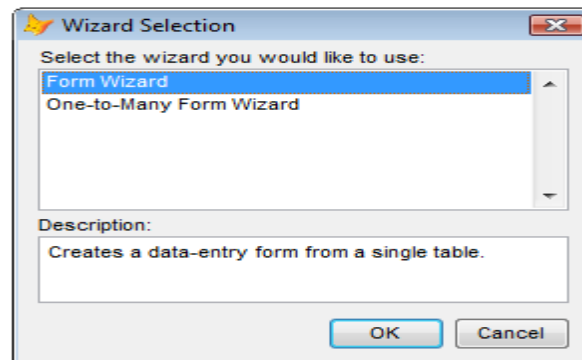 Wizard Selection
Select the wizard you would like to use:
Form Wizard
One-to-Many Form Wizard
Description:
Creates a data-entry form from a single table.
OK Cancel